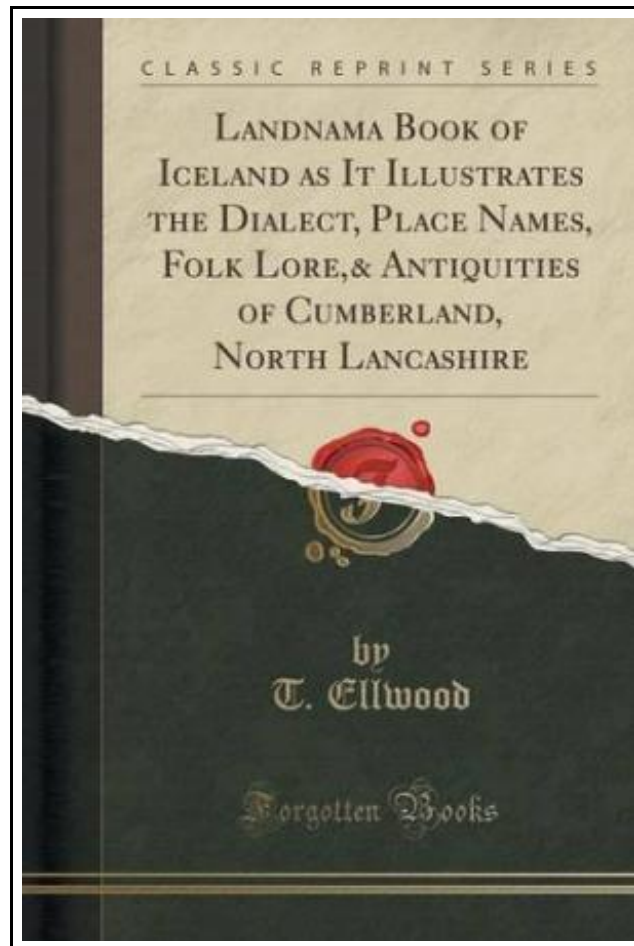 CLASSIC REPRINT SERIES
LANDNAMA BOOK OF
ICELAND AS IT ILLUSTRATES
THE DIALECT, PLACE NAMES,
FOLK LORE,& ANTIQUITIES
OF CUMBERLAND,
NORTH LANCASHIRE
F
by
T. Ellwood
Forgotten Books